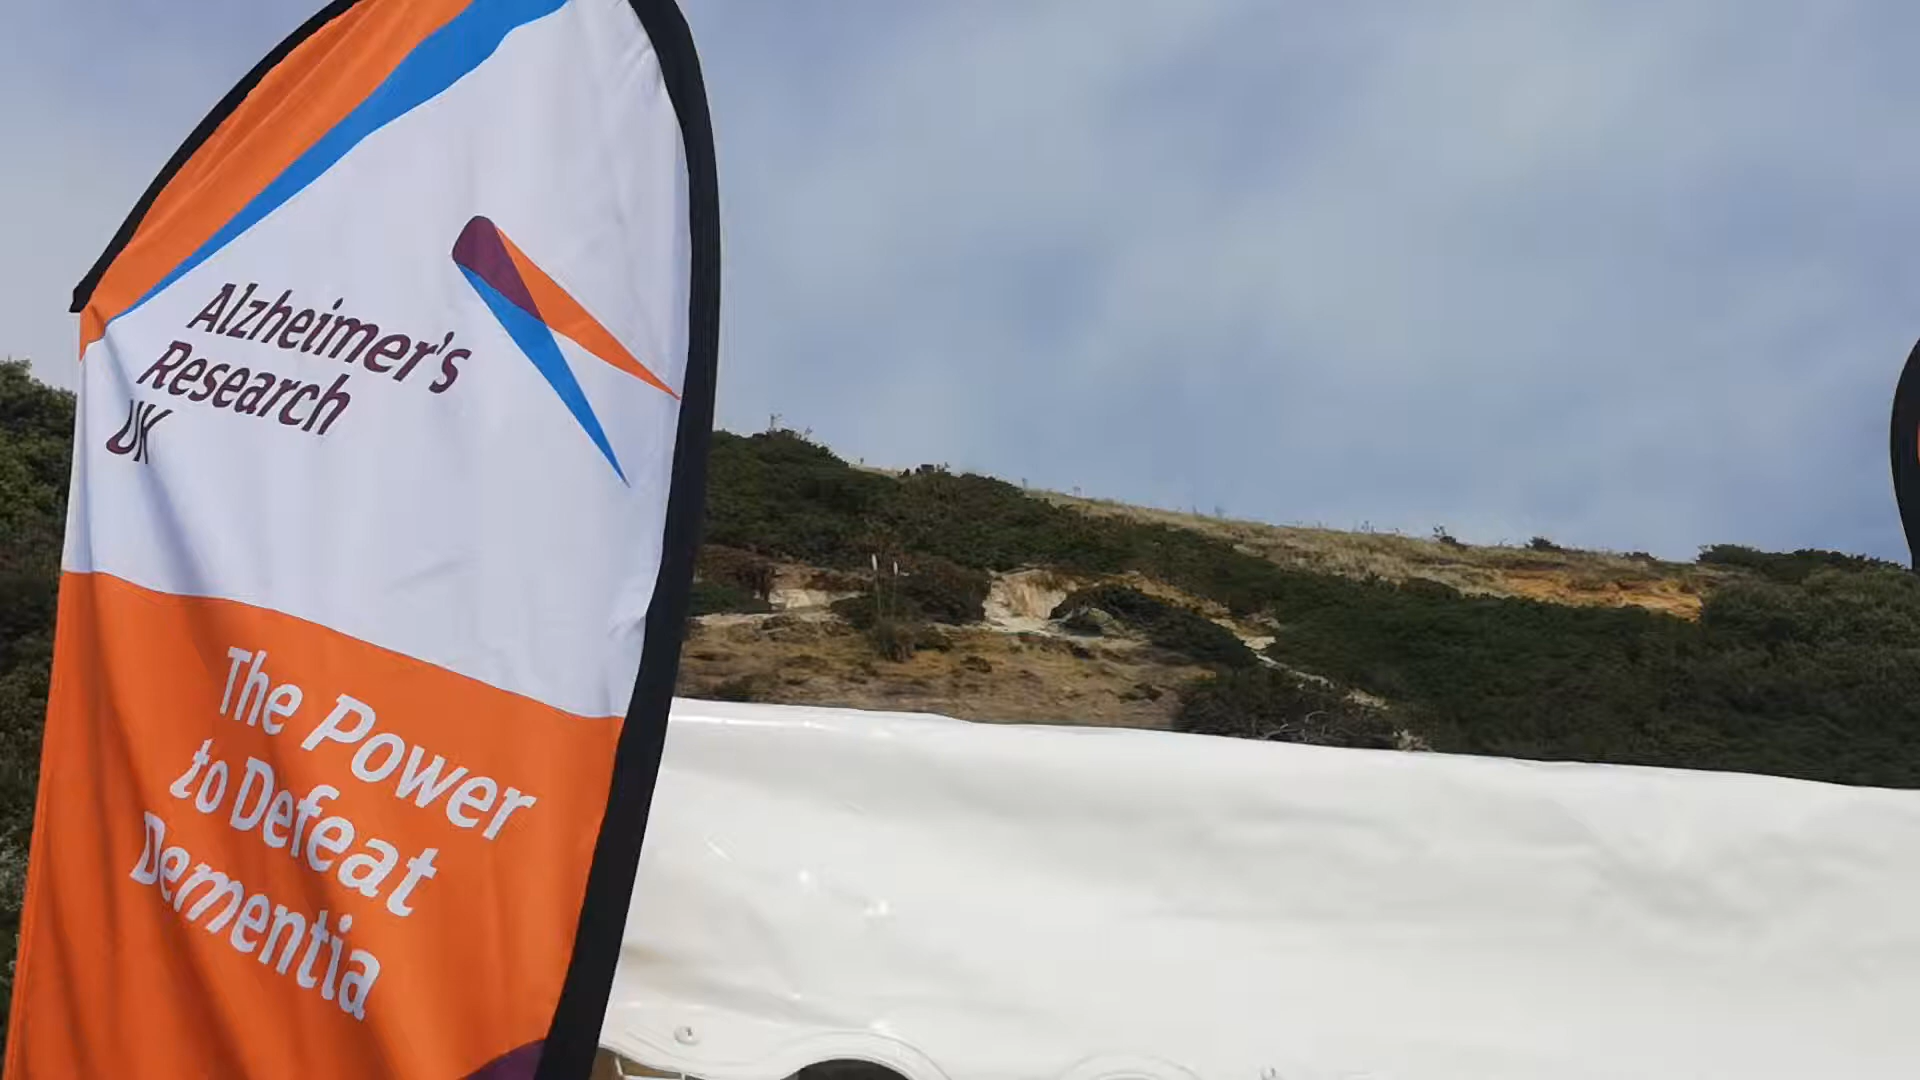 Alzheimer's
Research
UK
The Power
to Defeat
Dementia